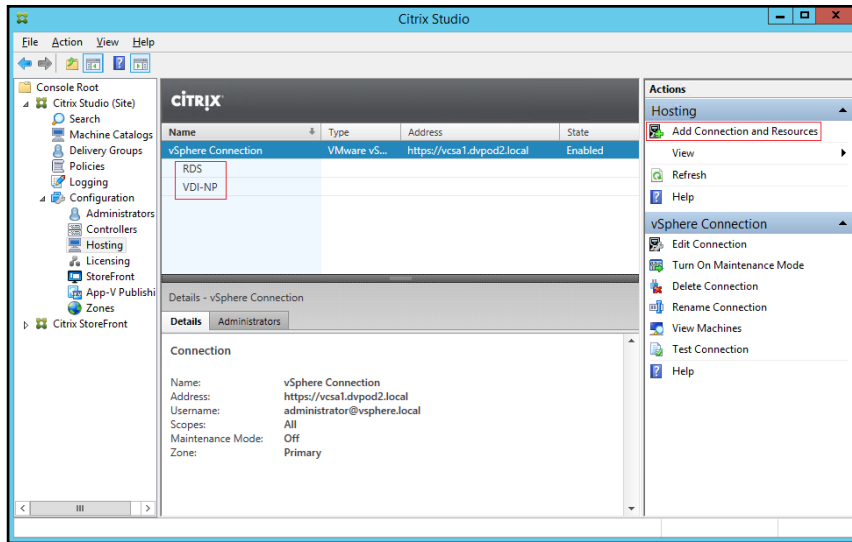 Citrix Studio
File Action View Help
Console Root
Citrix Studio (Site)
Search
Machine Catalogs
Delivery Groups
Policies
Logging
Configuration
Administrators
Controllers
Hosting
Licensing
StoreFront
App-V Publishi
Zones
Citrix StoreFront
CİTRIX
Name Type Address State
vSphere Connection VMware vS... https://vcsa1.dvpod2.local Enabled
RDS
VDI-NP
Details - vSphere Connection
Details Administrators
Connection
Name: vSphere Connection
Address: https://vcsa1.dvpod2.local
Username: administrator@vsphere.local
Scopes: All
Maintenance Mode: Off
Zone: Primary
Actions
Hosting
Add Connection and Resources
View
Refresh
Help
vSphere Connection
Edit Connection
Turn On Maintenance Mode
Delete Connection
Rename Connection
View Machines
Test Connection
Help